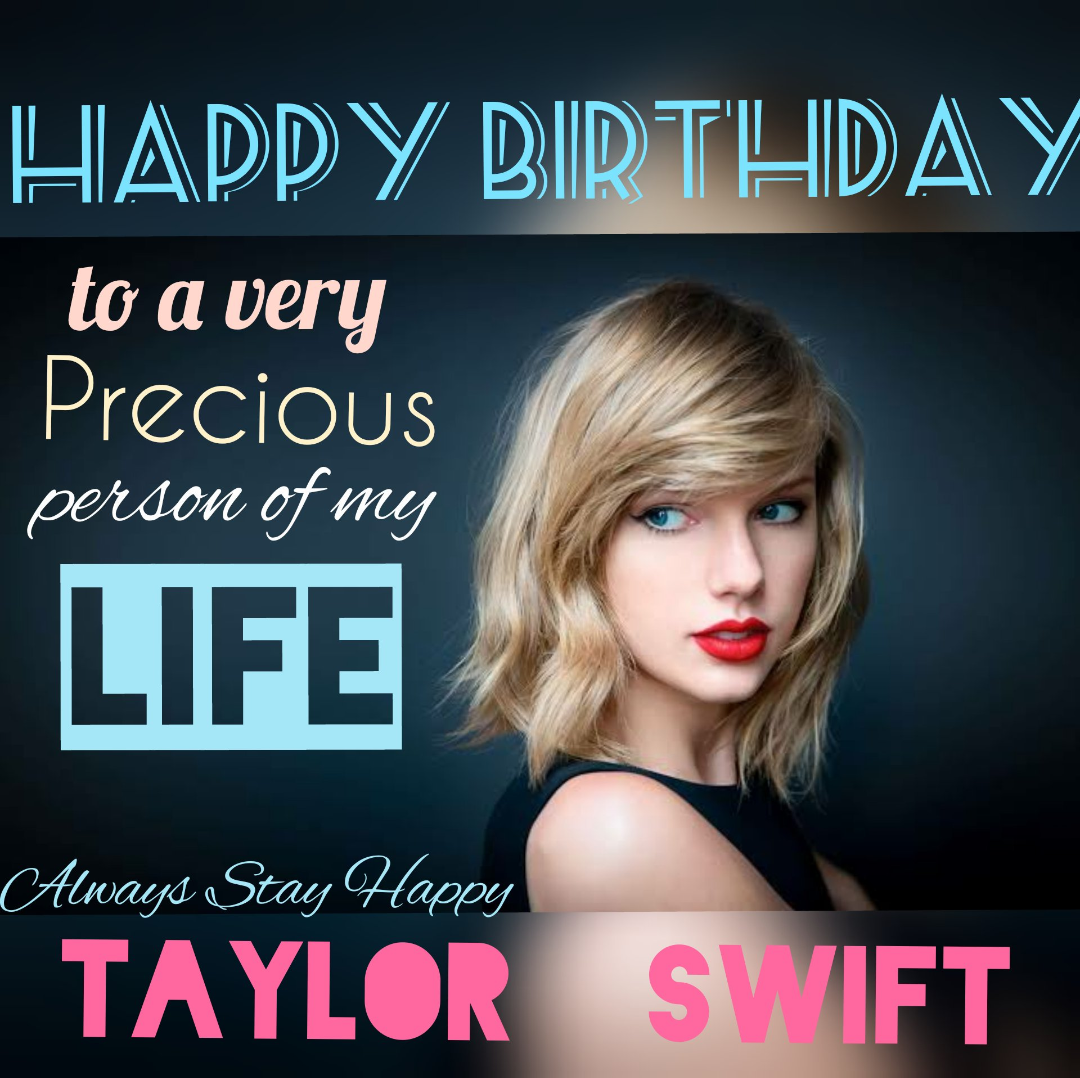 HAPPY BIRTHDAY
to a very
Precious
person of my
LIFE
Always Stay Happy
TAYLOR SWIFT